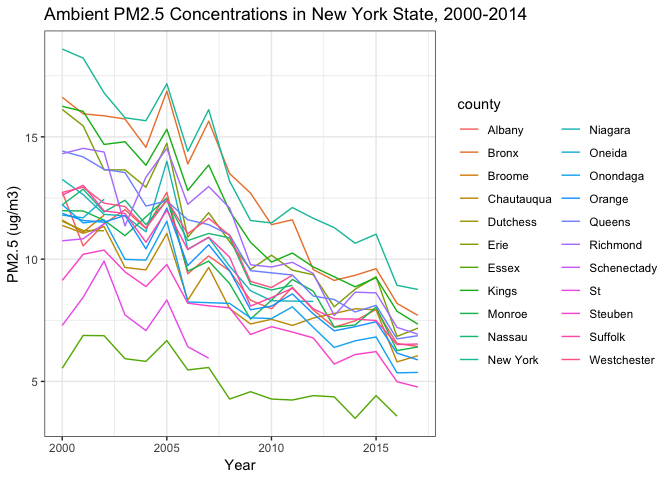 Ambient PM2.5 Concentrations in New York State, 2000-2014
PM2.5 (ug/m3)
15
10
5
2000
2005
2010
2015
Year
county
Albany
Bronx
Broome
Chautauqua
Dutchess
Erie
Essex
Kings
Monroe
Nassau
New York
Niagara
Oneida
Onondaga
Orange
Queens
Richmond
Schenectady
St
Steuben
Suffolk
Westchester